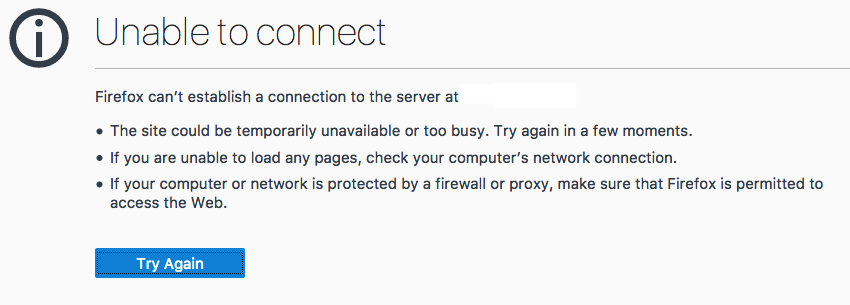 Unable to connect
Firefox can’t establish a connection to the server at
• The site could be temporarily unavailable or too busy. Try again in a few moments.
• If you are unable to load any pages, check your computer’s network connection.
• If your computer or network is protected by a firewall or proxy, make sure that Firefox is permitted to
access the Web.
Try Again